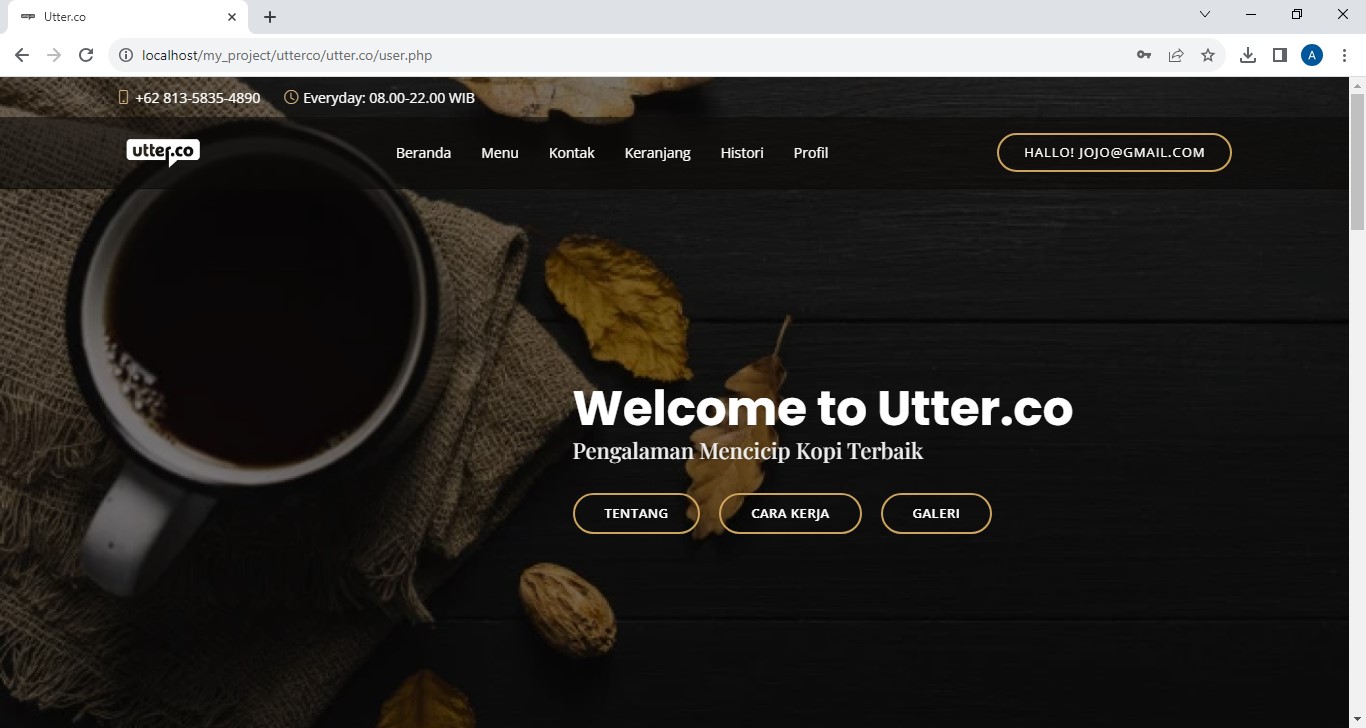 Utter.co
localhost/my_project/utterco/utter.co/user.php
A
+62 813-5835-4890 Everyday: 08.00-22.00 WIB
utter.co Beranda Menu Kontak Keranjang Histori Profil HALLO! JOJO@GMAIL.COM
Welcome to Utter.co
Pengalaman Mencicip Kopi Terbaik
TENTANG CARA KERJA GALERI